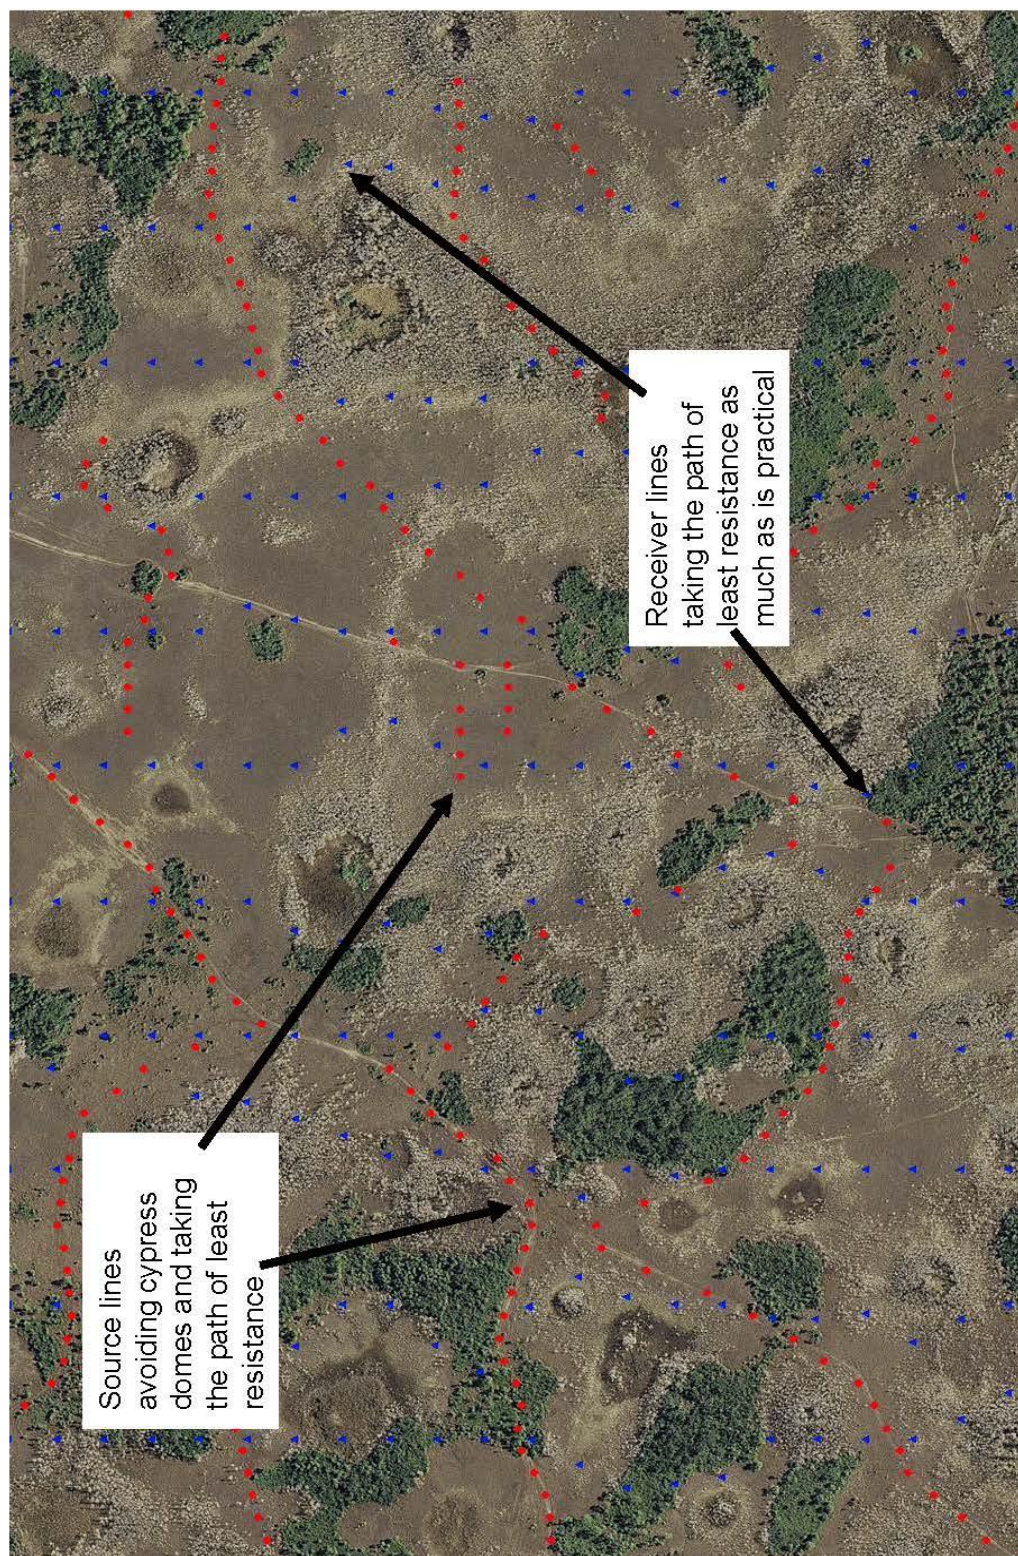 Source lines
avoiding cypress
domes and taking
the path of least
resistance
Receiver lines
taking the path of
least resistance as
much as is practical